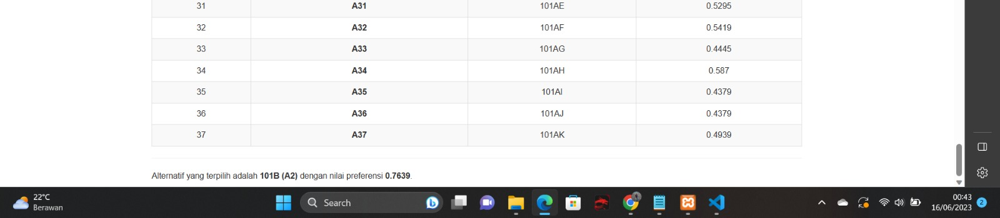 31 A31 101AE 0.5295
32 A32 101AF 0.5419
33 A33 101AG 0.4445
34 A34 101AH 0.587
35 A35 101AI 0.4379
36 A36 101AJ 0.4379
37 A37 101AK 0.4939
Alternatif yang terpilih adalah 101B (A2) dengan nilai preferensi 0.7639.
22°C
Berawan
Search
00:43
16/06/2023
2